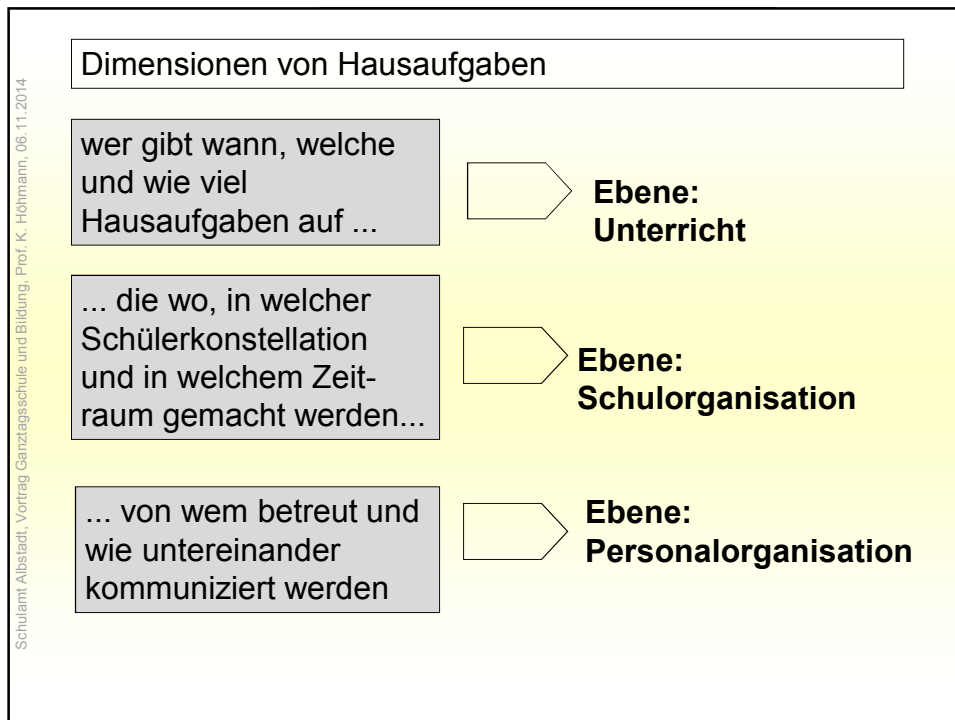 Dimensionen von Hausaufgaben
wer gibt wann, welche
und wie viel
Hausaufgaben auf ...
Ebene:
Unterricht
... die wo, in welcher
Schülerkonstellation
und in welchem Zeit-
raum gemacht werden...
Ebene:
Schulorganisation
... von wem betreut und
wie untereinander
kommuniziert werden
Ebene:
Personalorganisation
Schulamt Albstadt, Vortrag Ganztagsschule und Bildung, Prof. K. Höhmann, 06.11.2014